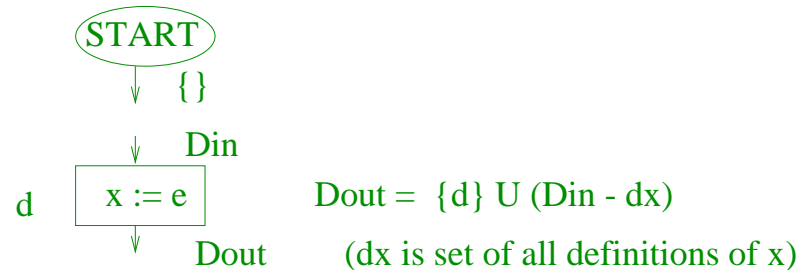 START
{ }
Din
d x := e Dout = {d} U (Din - dx)
Dout (dx is set of all definitions of x)